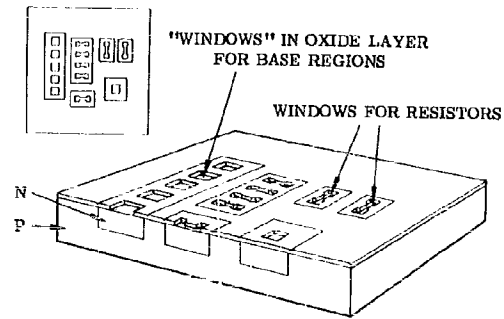 "WINDOWS" IN OXIDE LAYER
FOR BASE REGIONS
WINDOWS FOR RESISTORS
N
P